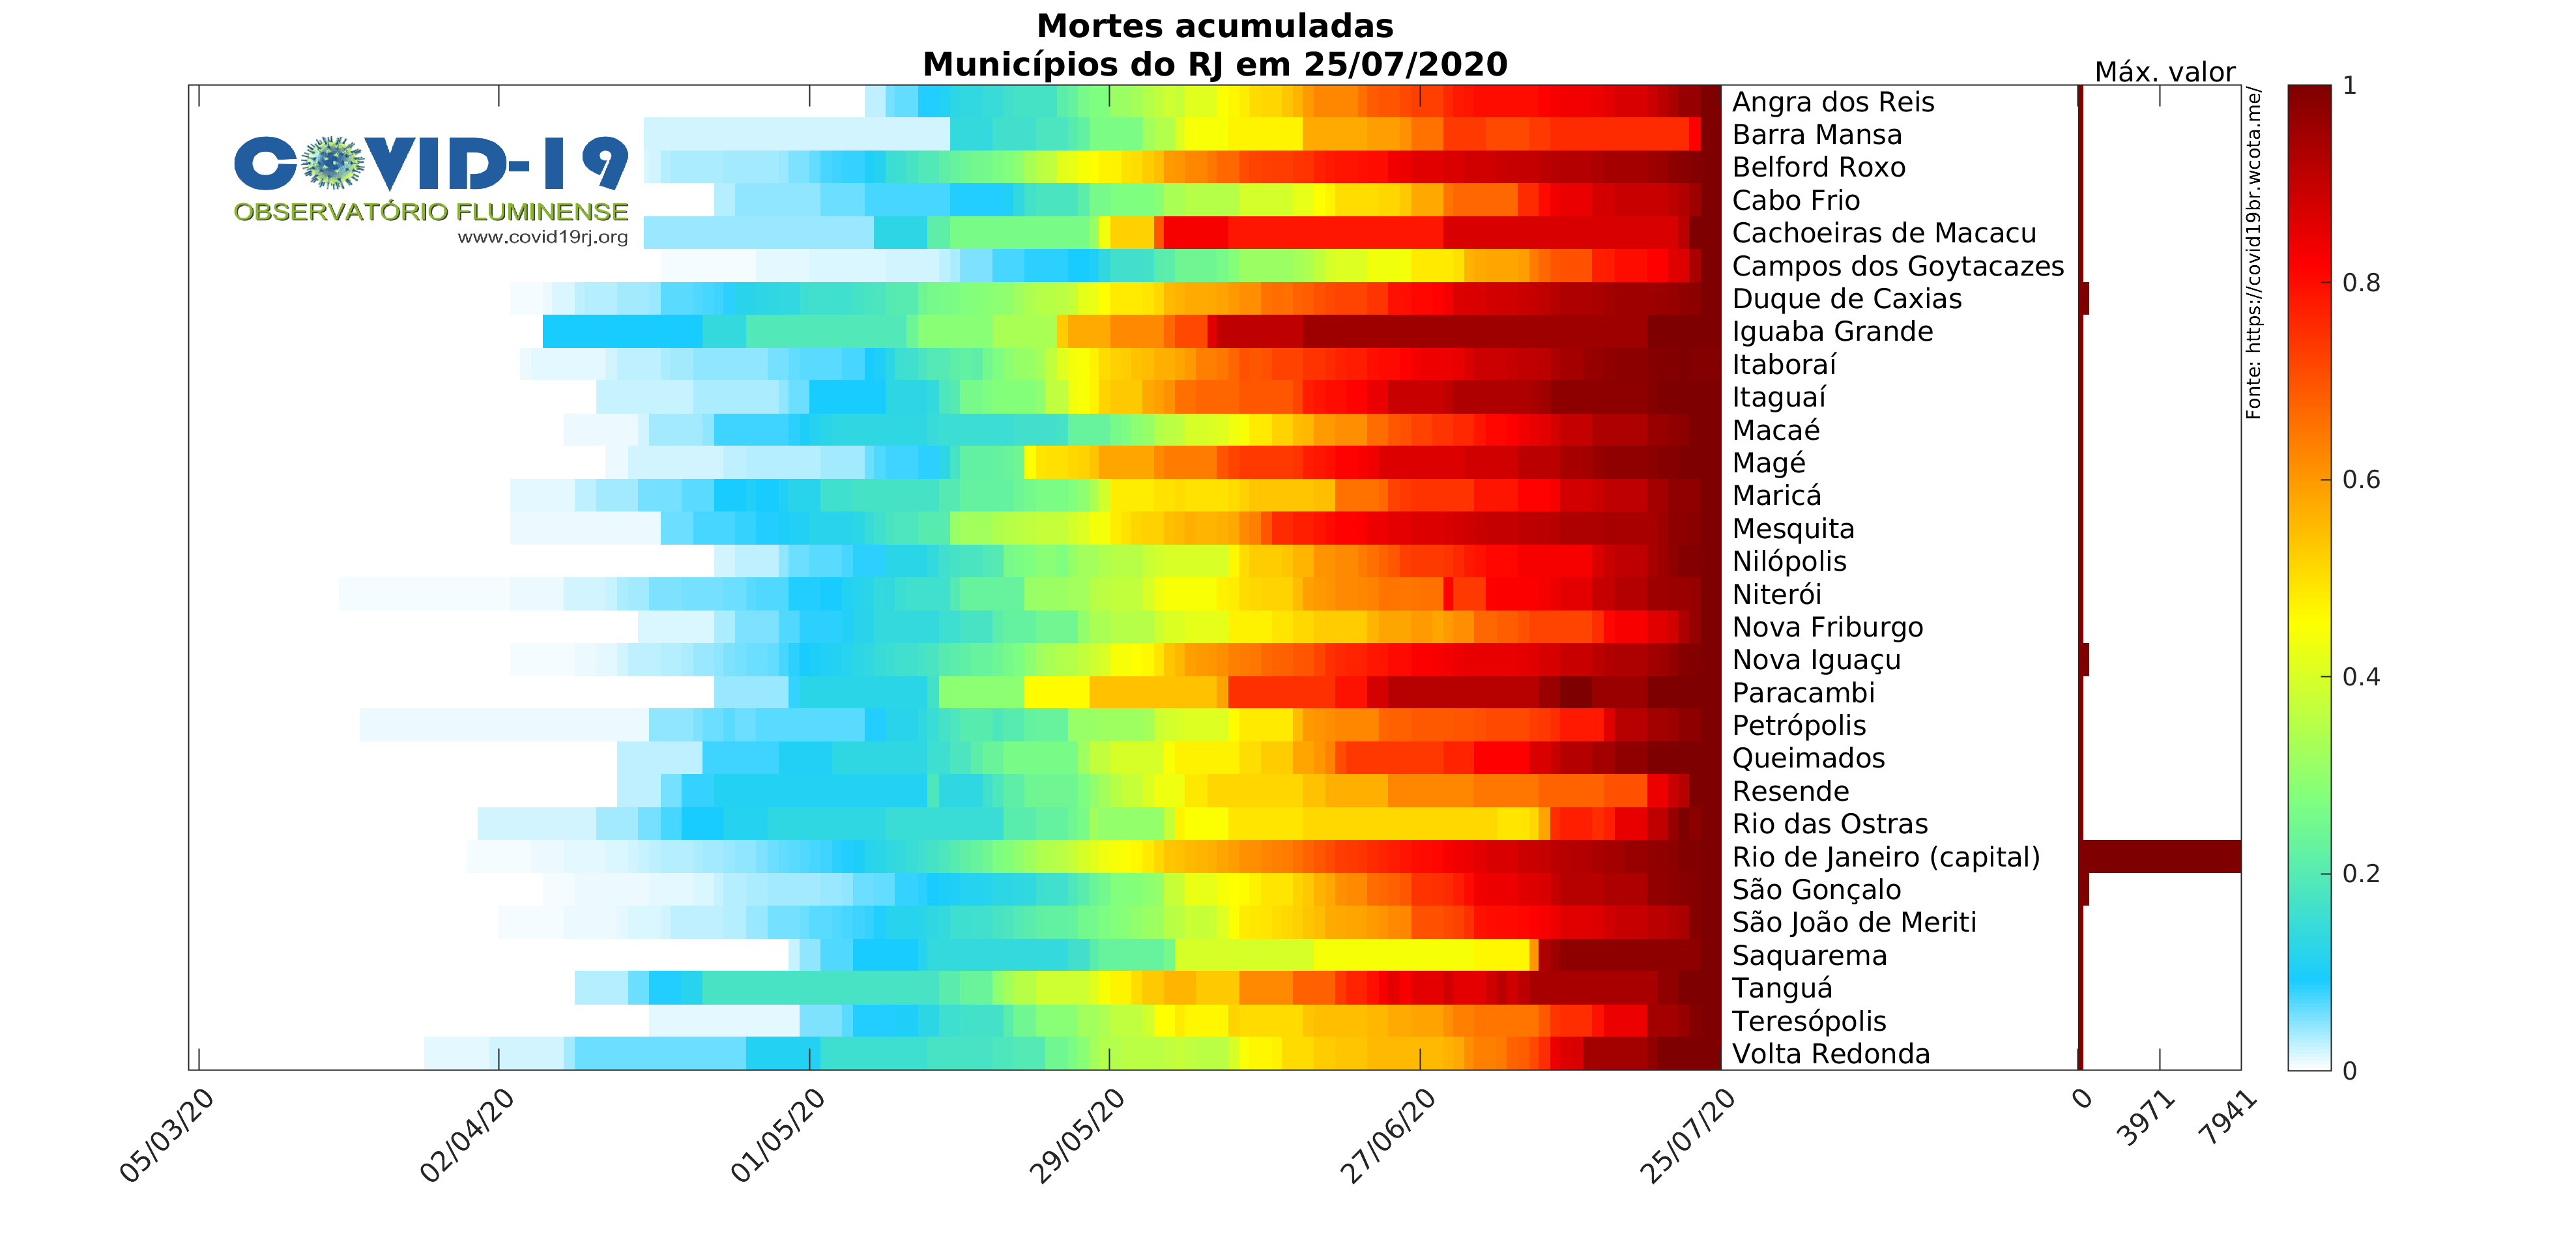 Mortes acumuladas
Municípios do RJ em 25/07/2020
Máx. valor
COVID-19
OBSERVATÓRIO FLUMINENSE
www.covid19rj.org
Angra dos Reis
Barra Mansa
Belford Roxo
Cabo Frio
Cachoeiras de Macacu
Campos dos Goytacazes
Duque de Caxias
Iguaba Grande
Itaboraí
Itaguaí
Macaé
Magé
Maricá
Mesquita
Nilópolis
Niterói
Nova Friburgo
Nova Iguaçu
Paracambi
Petrópolis
Queimados
Resende
Rio das Ostras
Rio de Janeiro (capital)
São Gonçalo
São João de Meriti
Saquarema
Tanguá
Teresópolis
Volta Redonda
Fonte: https://covid19br.wcota.me/
1
0.8
0.6
0.4
0.2
0
05/03/20
02/04/20
01/05/20
29/05/20
27/06/20
25/07/20
0
3971
7941